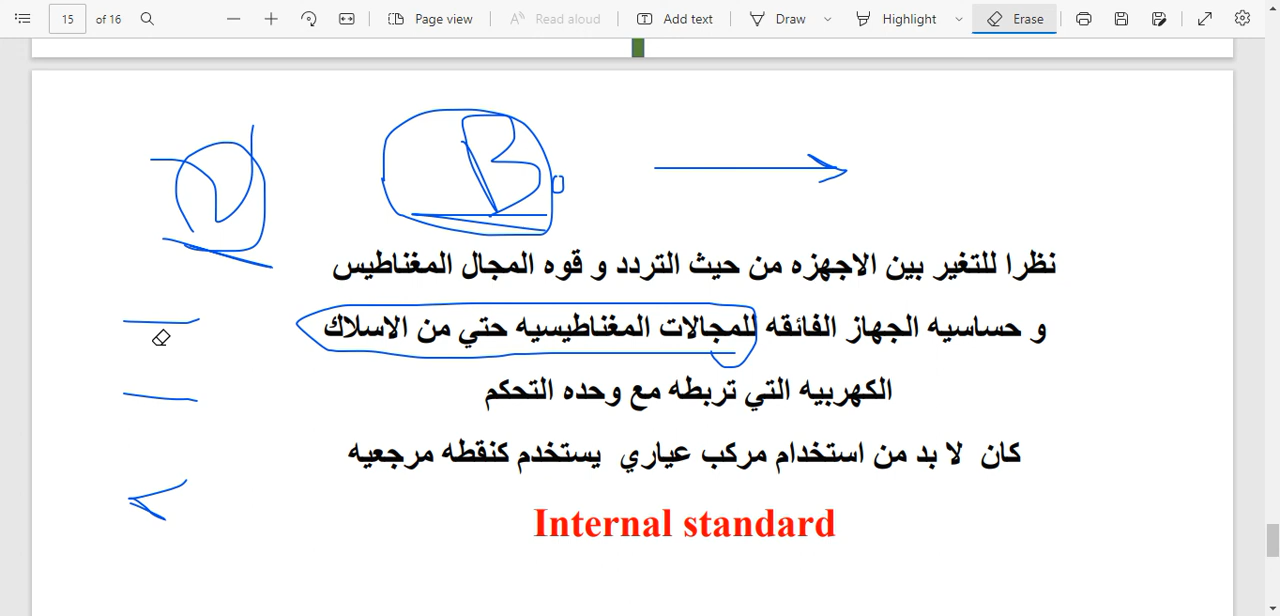 15 of 16 Page view Read aloud Add text Draw Highlight Erase
B
نظرا للتغير بين الاجهزه من حيث التردد و قوه المجال المغناطيس
و حساسيه الجهاز الفائقه للمجالات المغناطيسيه حتي من الاسلاك
الكهربيه التي تربطه مع وحده التحكم
كان لا بد من استخدام مركب عياري يستخدم كنقطه مرجعيه
Internal standard